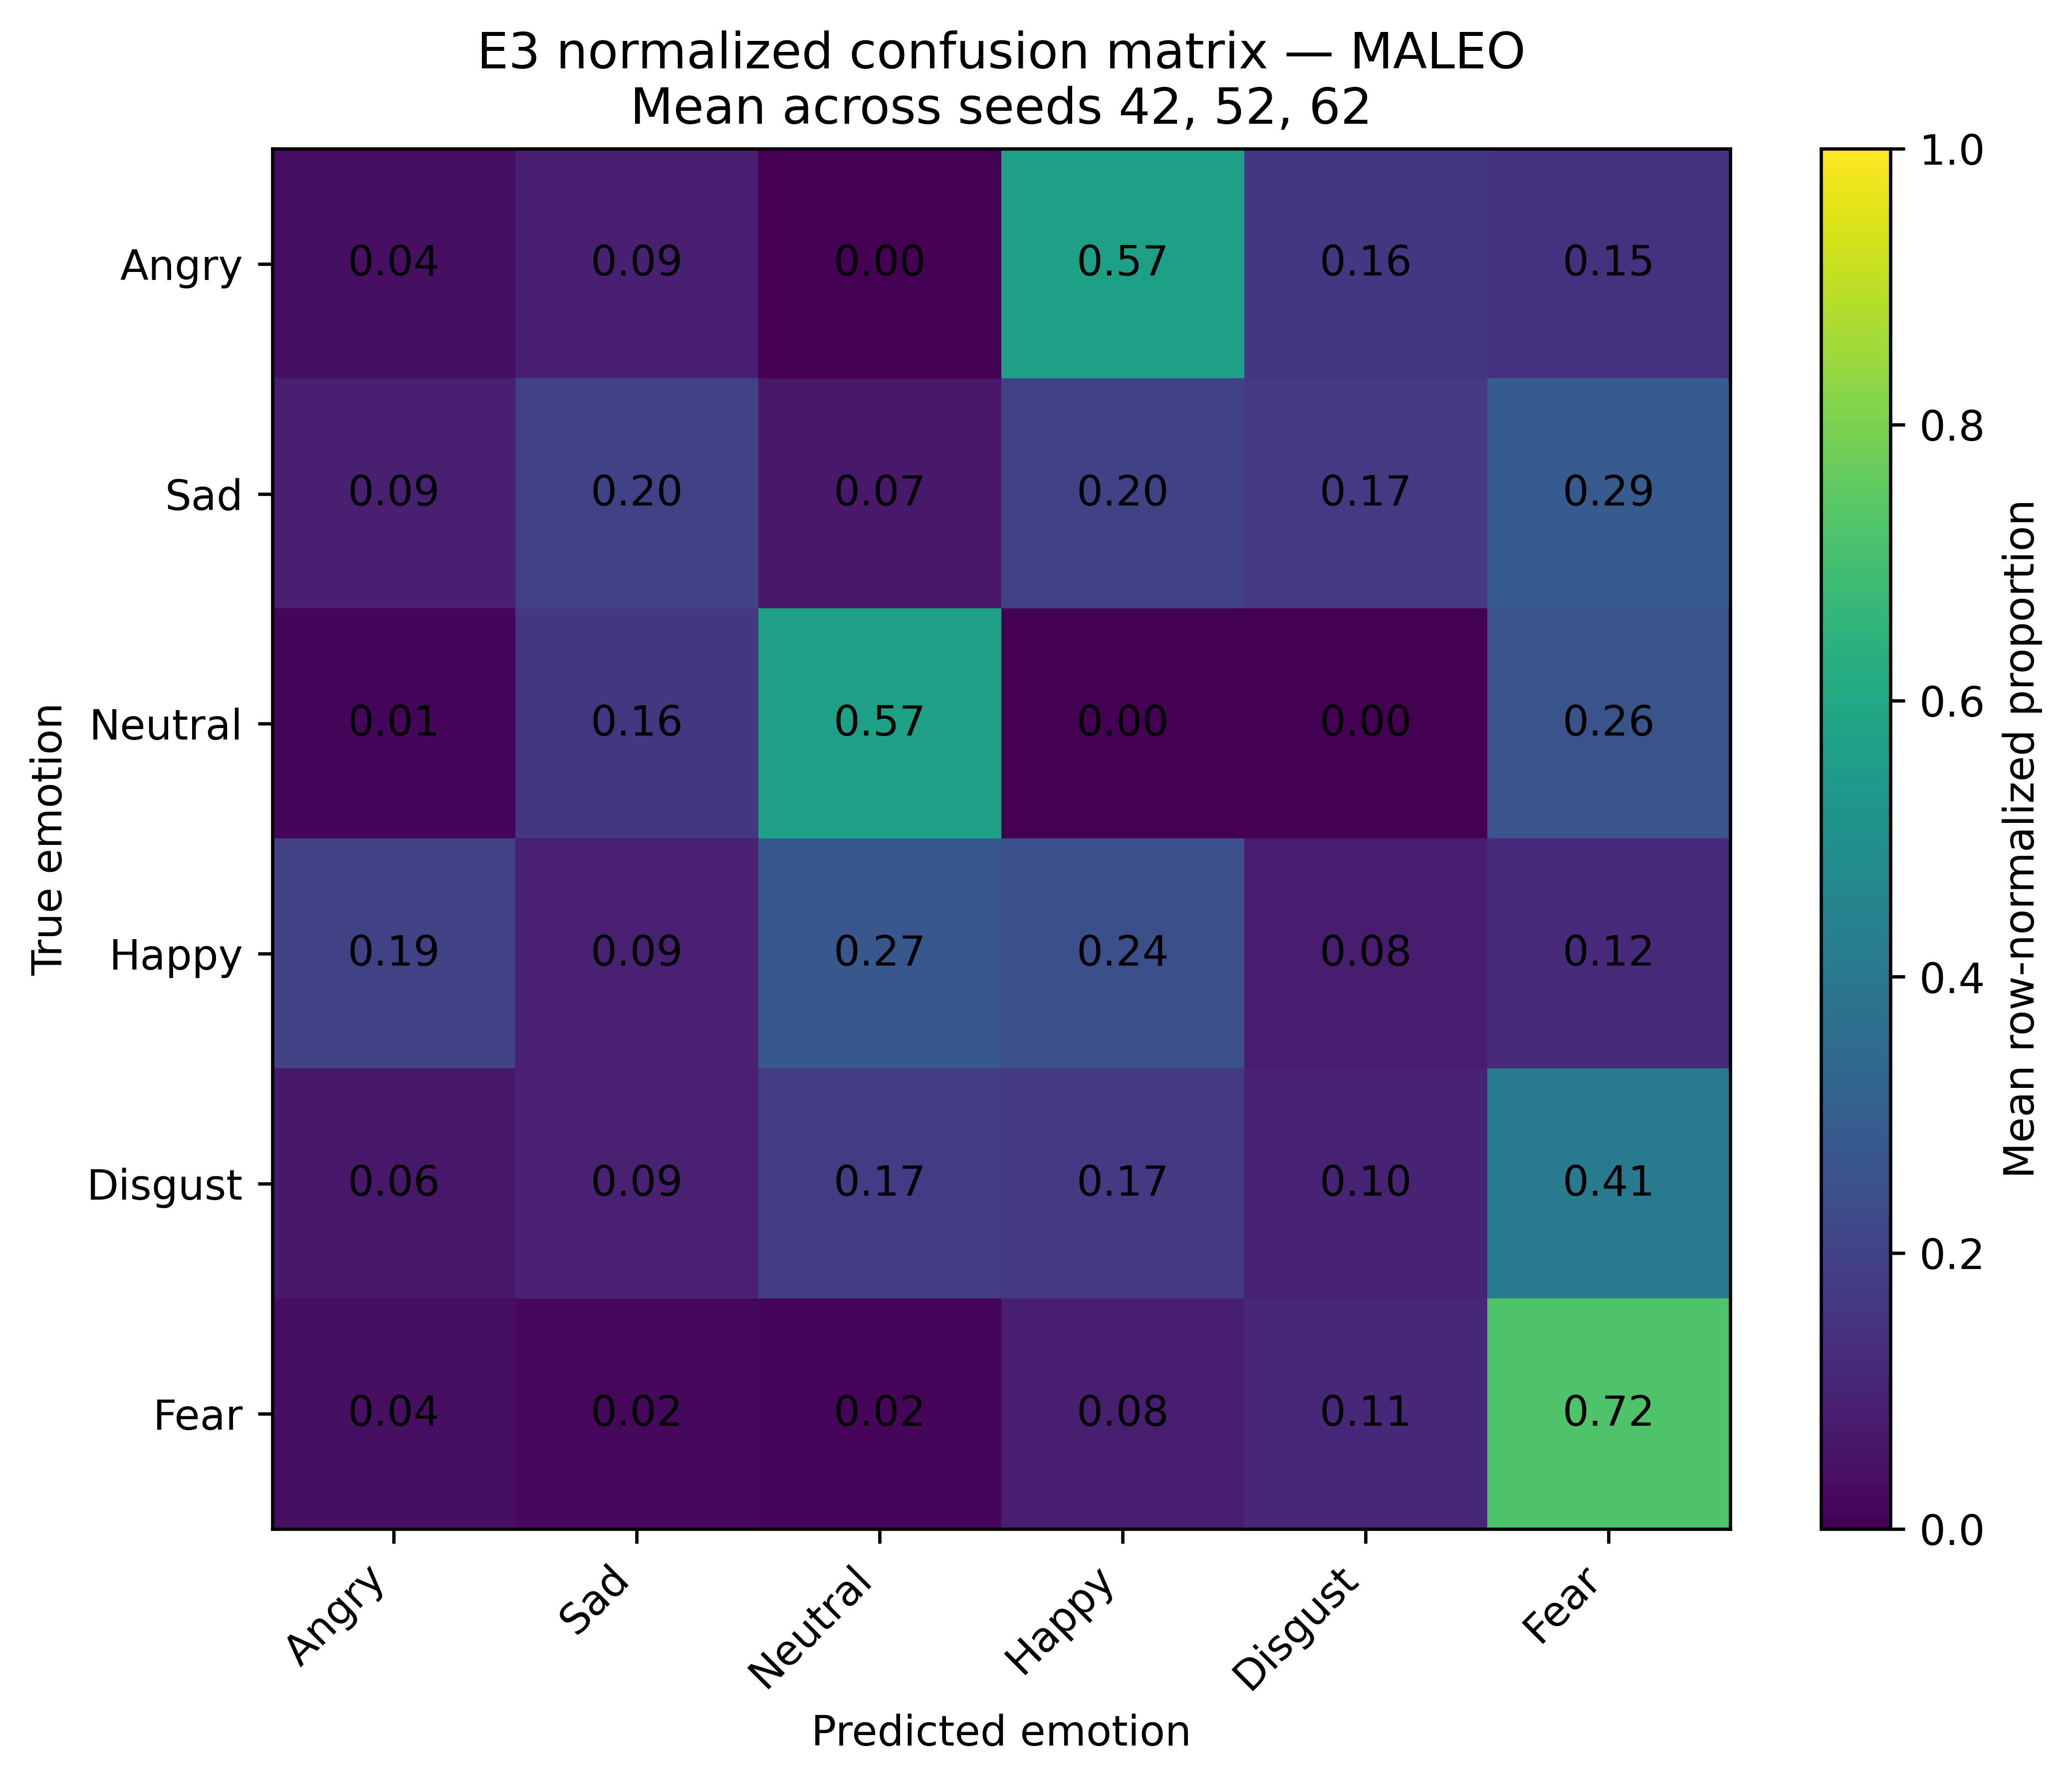 E3 normalized confusion matrix — MALEO
Mean across seeds 42, 52, 62
Angry 0.04 0.09 0.00 0.57 0.16 0.15
Sad 0.09 0.20 0.07 0.20 0.17 0.29
Neutral 0.01 0.16 0.57 0.00 0.00 0.26
Happy 0.19 0.09 0.27 0.24 0.08 0.12
Disgust 0.06 0.09 0.17 0.17 0.10 0.41
Fear 0.04 0.02 0.02 0.08 0.11 0.72
Angry Sad Neutral Happy Disgust Fear
Predicted emotion
True emotion
1.0
0.8
0.6
0.4
0.2
0.0
Mean row-normalized proportion